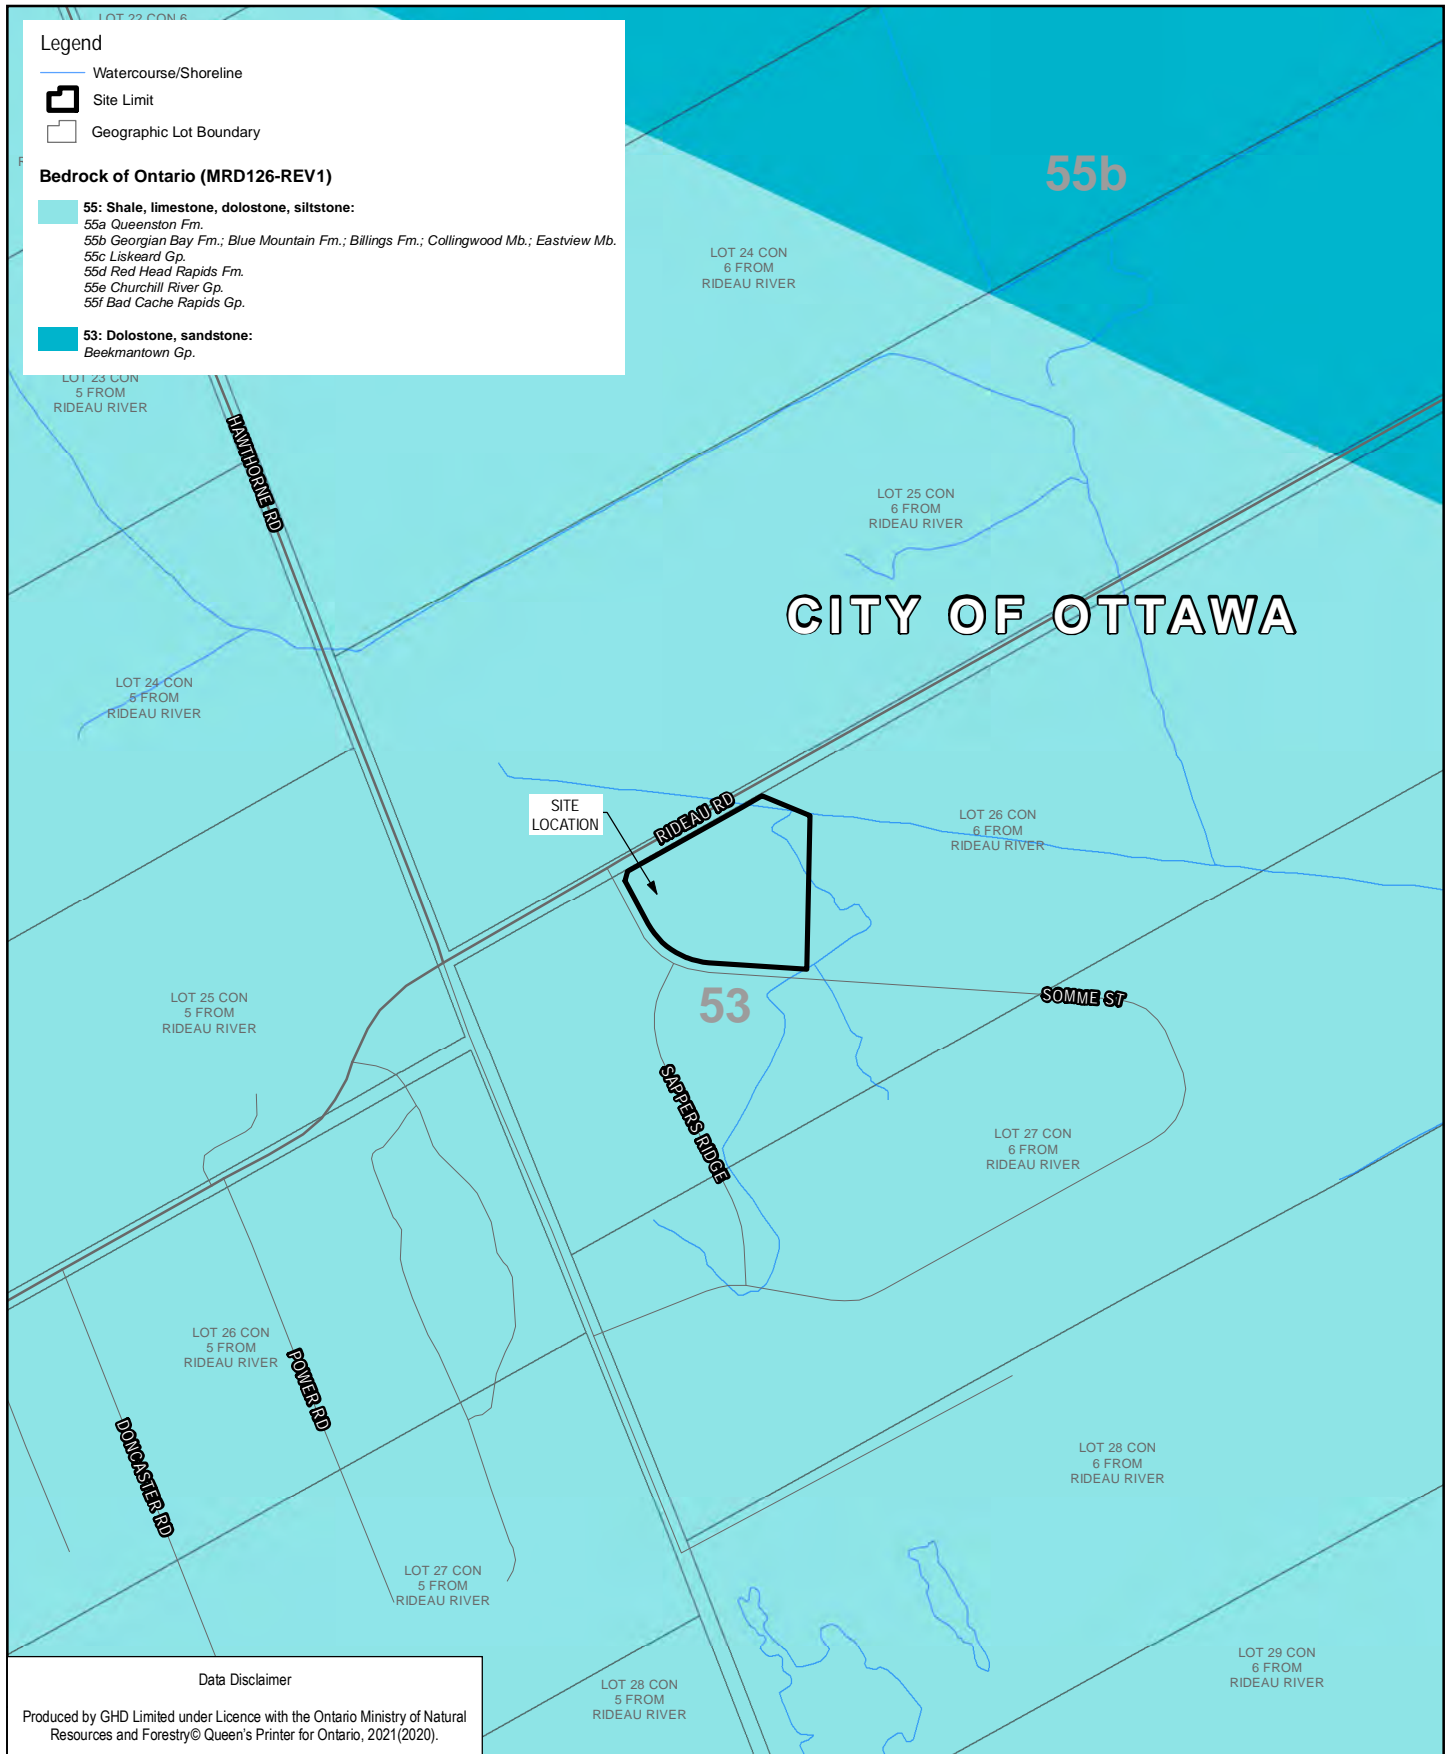 LOT 22 CON 6
Legend
Watercourse/Shoreline
Site Limit
Geographic Lot Boundary
Bedrock of Ontario (MRD126-REV1)
55: Shale, limestone, dolostone, siltstone:
55a Queenston Fm.
55b Georgian Bay Fm.; Blue Mountain Fm.; Billings Fm.; Collingwood Mb.; Eastview Mb.
55c Liskeard Gp.
55d Red Head Rapids Fm.
55e Churchill River Gp.
55f Bad Cache Rapids Gp.
53: Dolostone, sandstone:
Beekmantown Gp.
55b
LOT 24 CON
6 FROM
RIDEAU RIVER
LOT 23 CON
5 FROM
RIDEAU RIVER
HAWTHORNE RD
LOT 25 CON
6 FROM
RIDEAU RIVER
CITY OF OTTAWA
LOT 24 CON
5 FROM
RIDEAU RIVER
SITE
LOCATION
RIDEAU RD
LOT 26 CON
6 FROM
RIDEAU RIVER
LOT 25 CON
5 FROM
RIDEAU RIVER
53
SOMME ST
SAPPERS RIDGE
LOT 27 CON
6 FROM
RIDEAU RIVER
LOT 26 CON
5 FROM
RIDEAU RIVER
POWER RD
DONCASTER RD
LOT 28 CON
6 FROM
RIDEAU RIVER
LOT 27 CON
5 FROM
RIDEAU RIVER
LOT 29 CON
6 FROM
RIDEAU RIVER
LOT 28 CON
5 FROM
RIDEAU RIVER
Data Disclaimer
Produced by GHD Limited under Licence with the Ontario Ministry of Natural
Resources and Forestry© Queen's Printer for Ontario, 2021(2020).